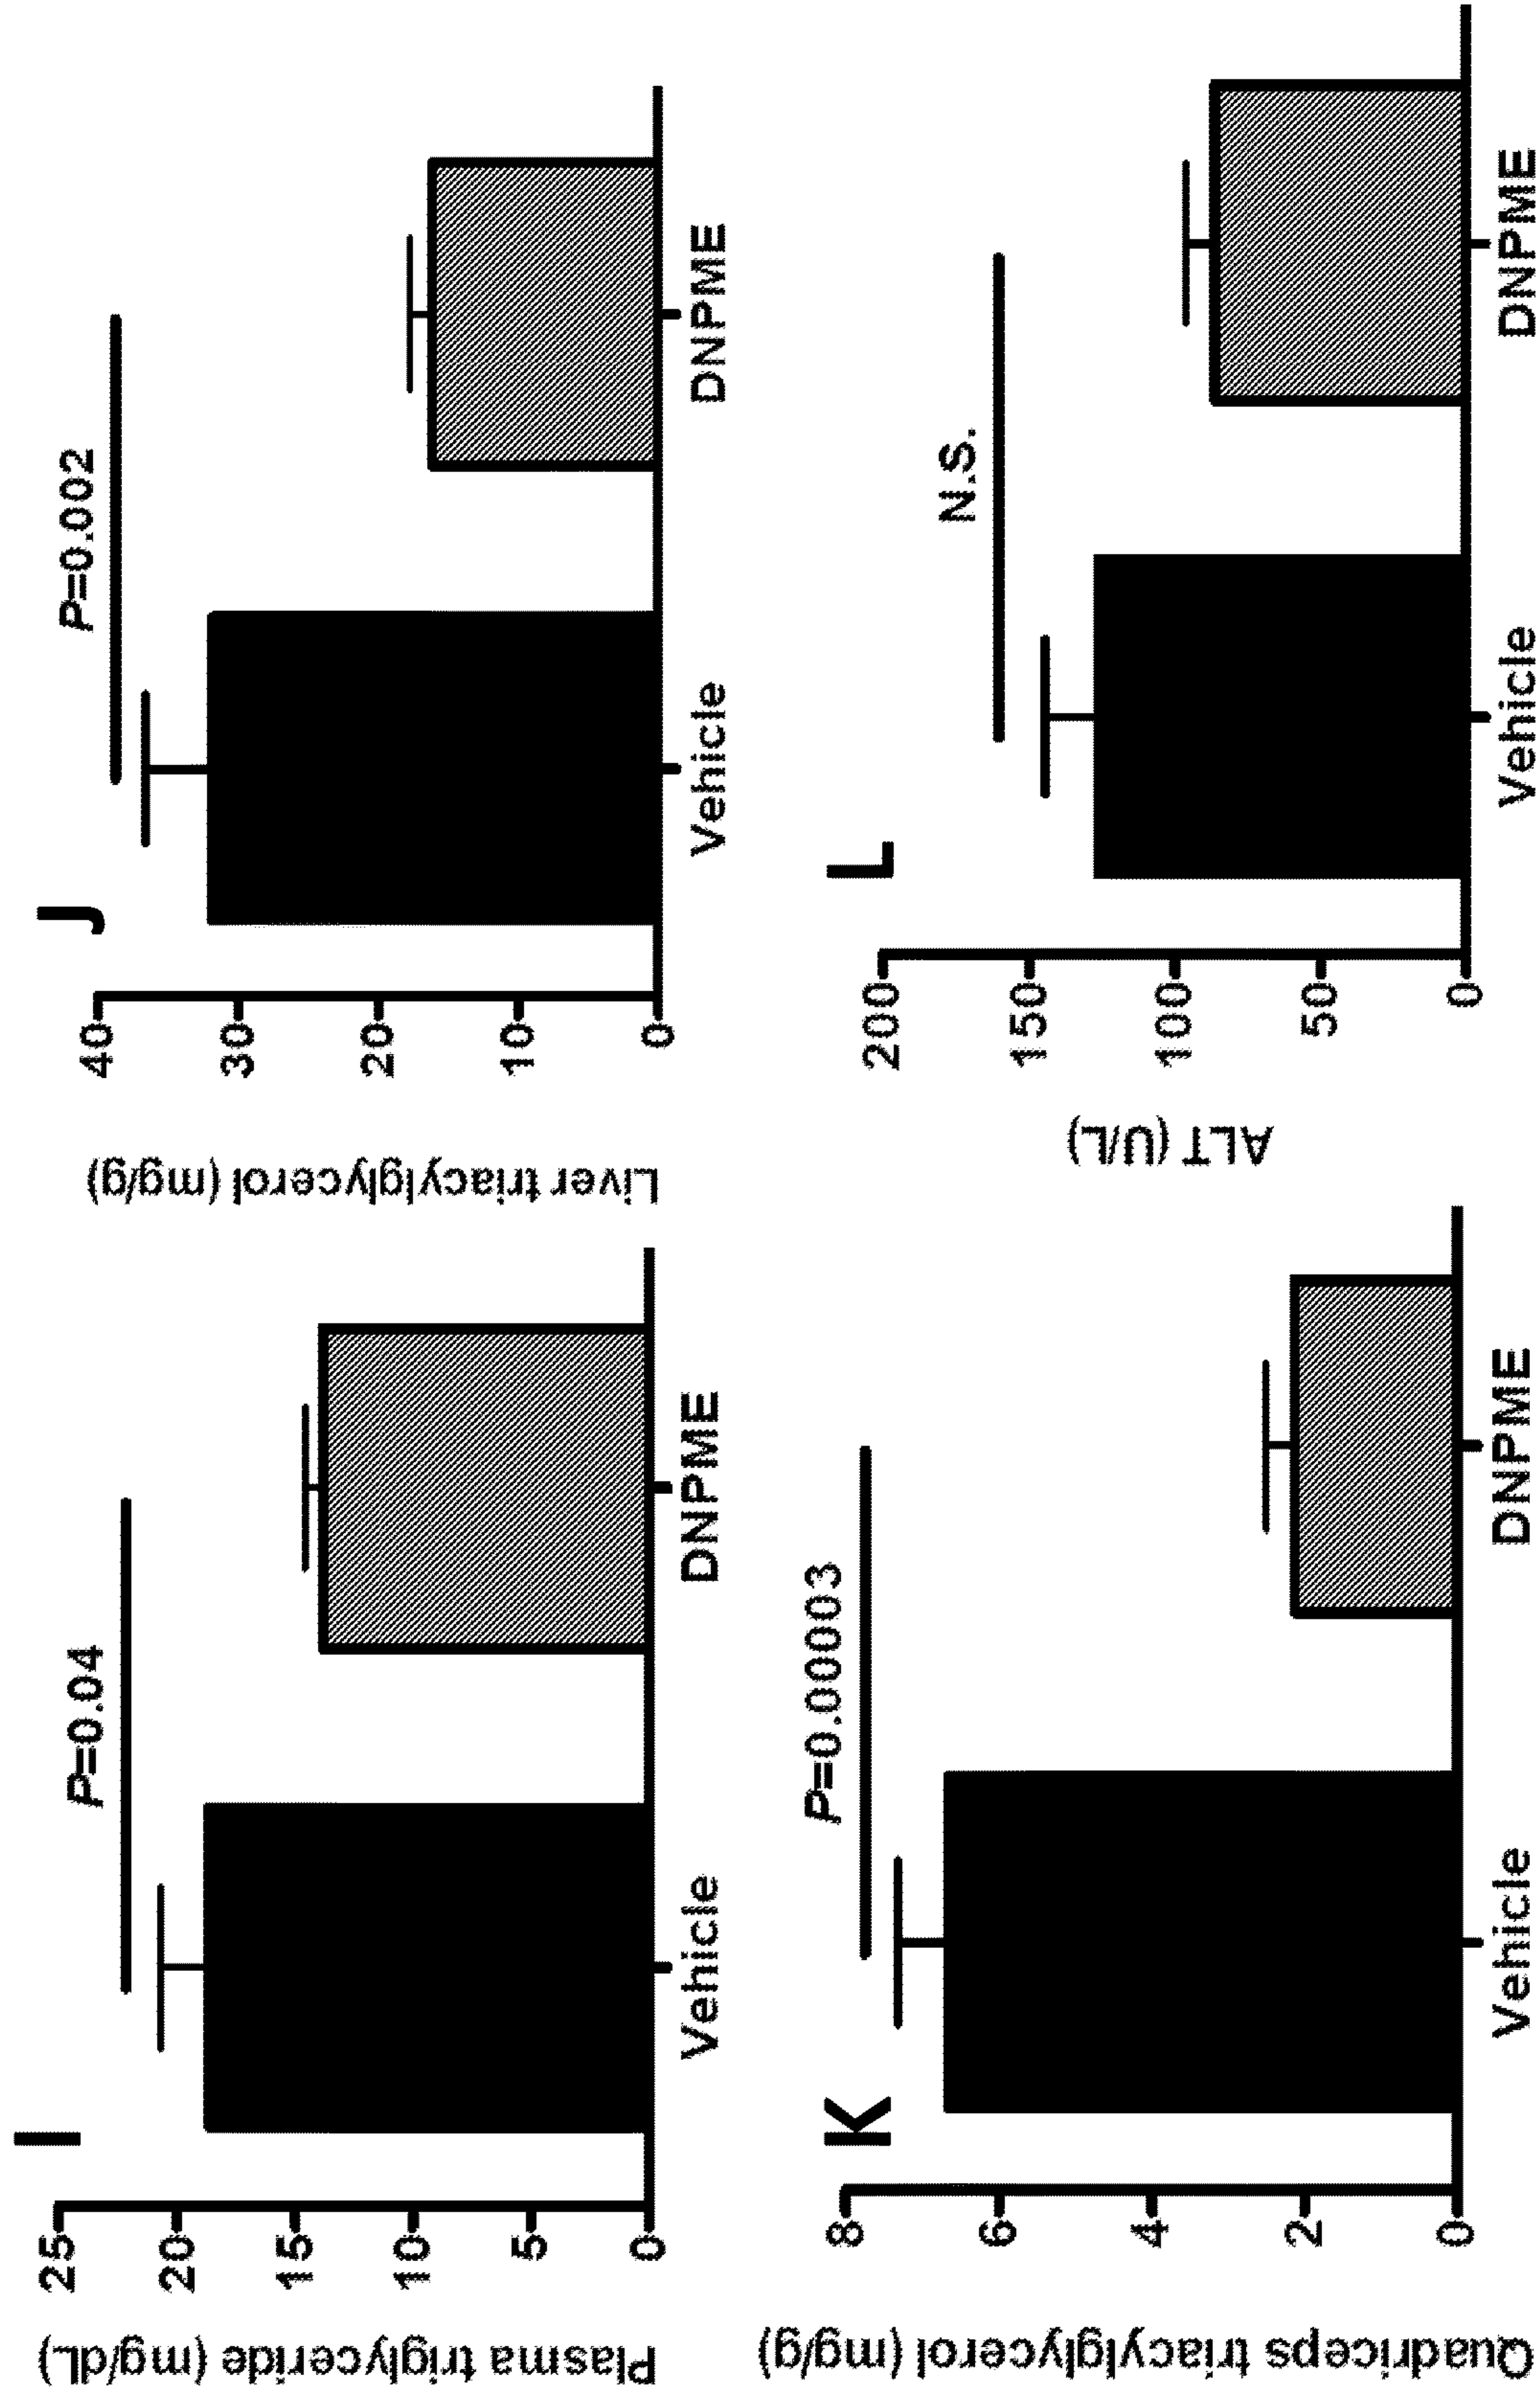 I
Plasma triglyceride (mg/dL)
25
20
15
10
5
0
P=0.04
Vehicle
DNPME
J
Liver triacylglycerol (mg/g)
40
30
20
10
0
P=0.002
Vehicle
DNPME
K
Quadriceps triacylglycerol (mg/g)
8
6
4
2
0
P=0.00003
Vehicle
DNPME
L
ALT (U/L)
200
150
100
50
0
N.S.
Vehicle
DNPME